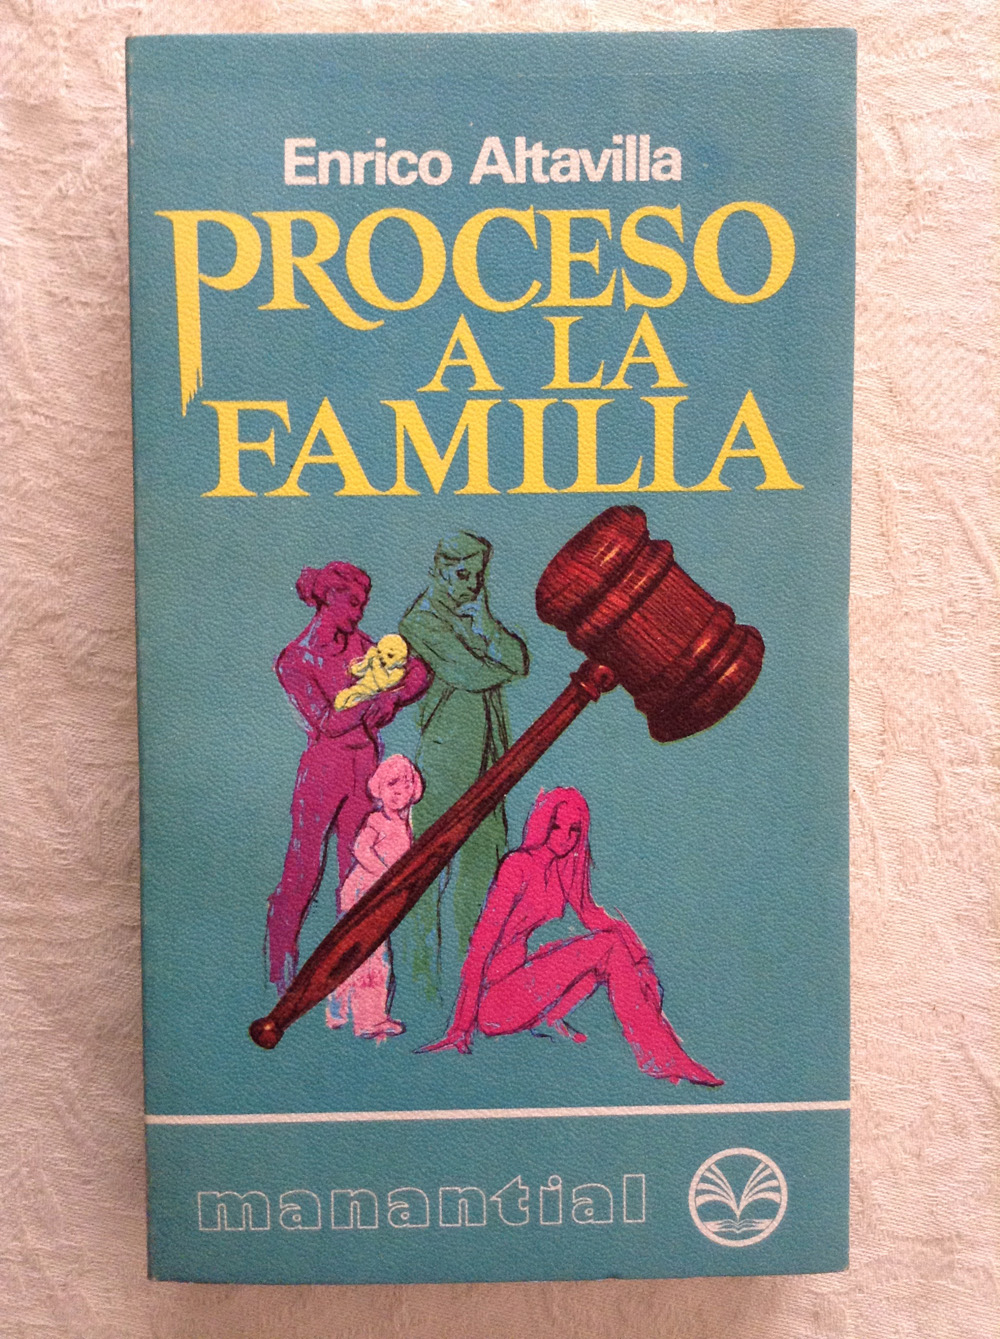 Enrico Altavilla
PROCESO
A LA
FAMILIA
manantial